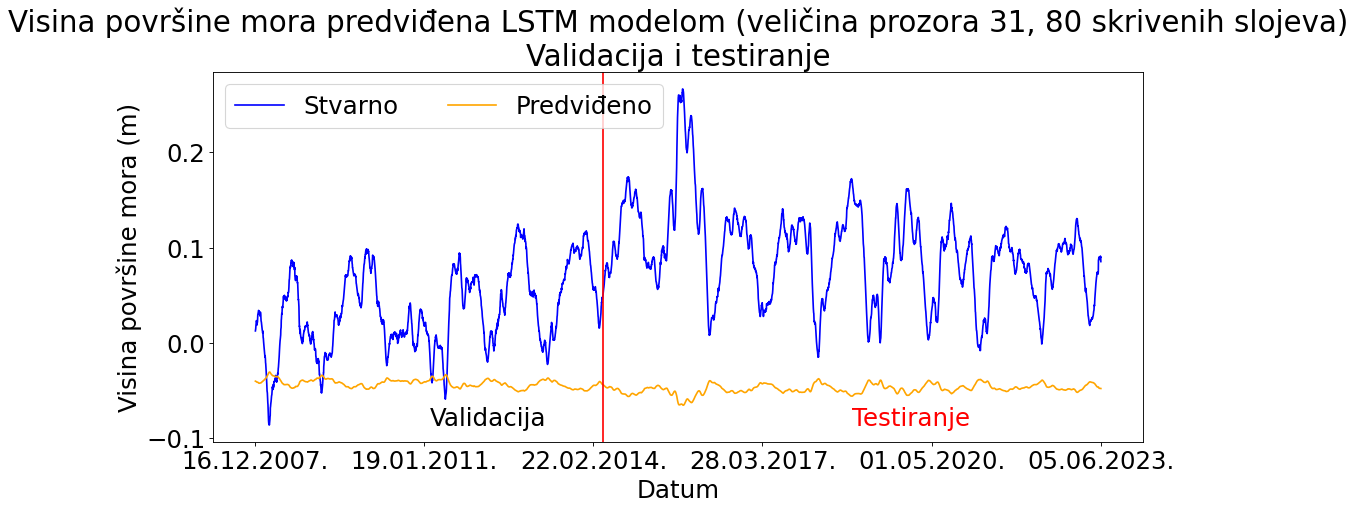 Visina površine mora predviđena LSTM modelom (veličina prozora 31, 80 skrivenih slojeva)
Validacija i testiranje
Stvarno
Predviđeno
Visina površine mora (m)
0.2
0.1
0.0
−0.1
Validacija
Testiranje
16.12.2007.
19.01.2011.
22.02.2014.
28.03.2017.
01.05.2020.
05.06.2023.
Datum